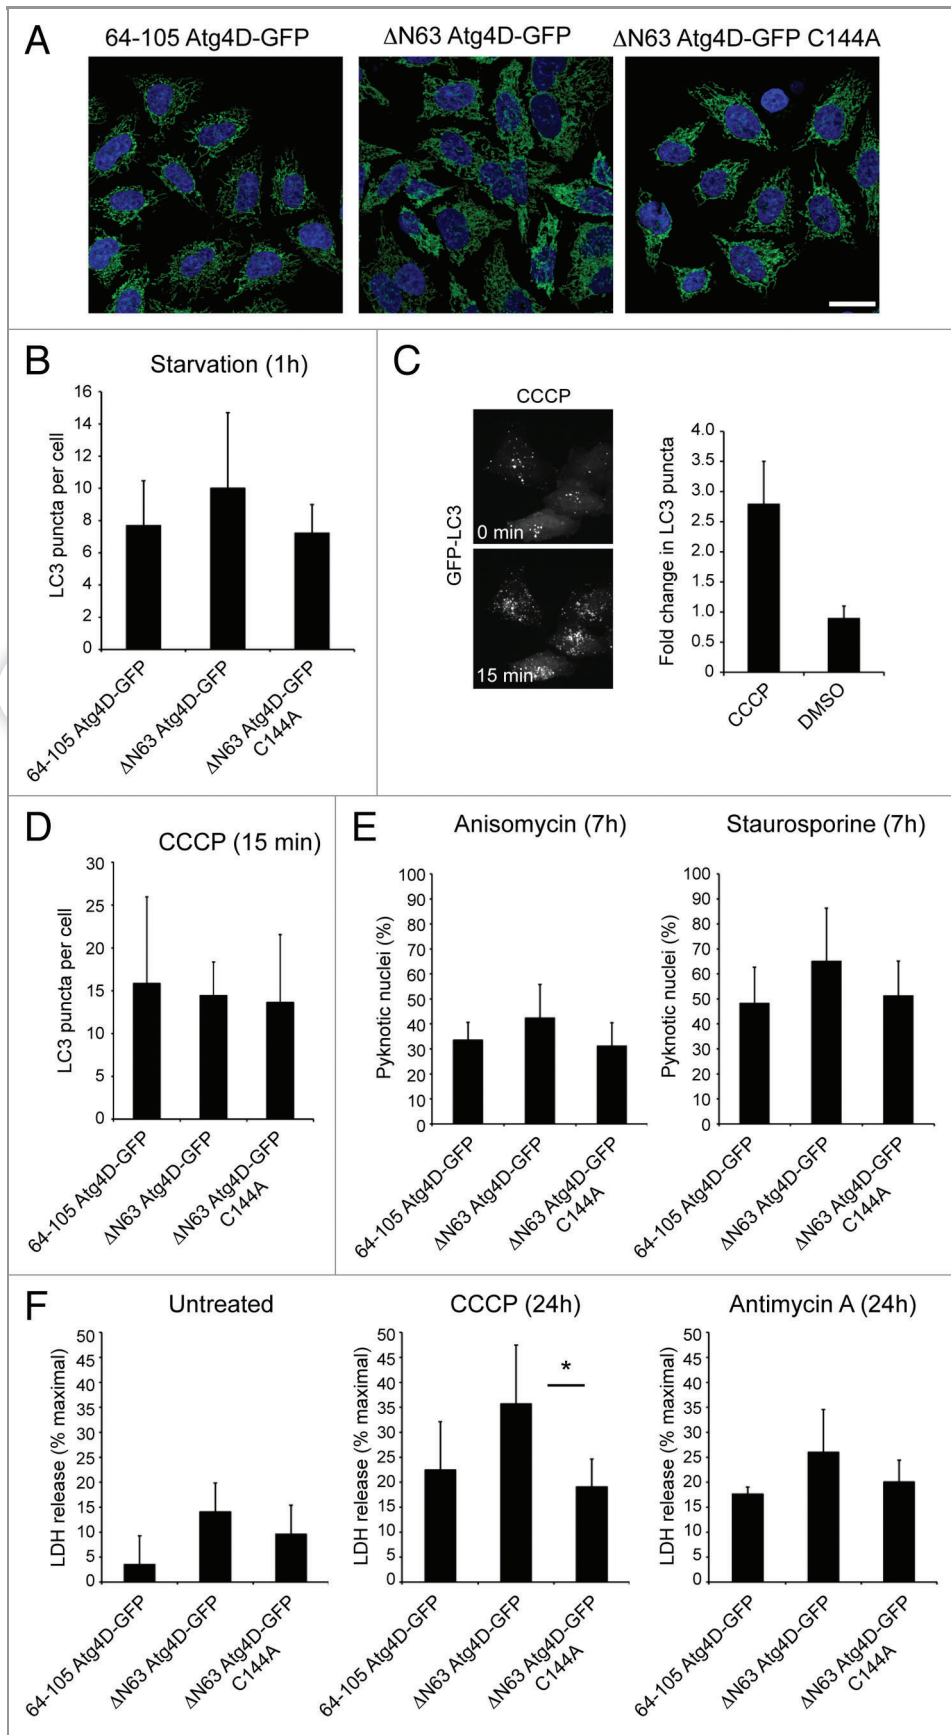 A
64-105 Atg4D-GFP
ΔN63 Atg4D-GFP
ΔN63 Atg4D-GFP C144A
B
Starvation (1h)
LC3 puncta per cell
16
14
12
10
8
6
4
2
0
64-105 Atg4D-GFP
ΔN63 Atg4D-GFP
ΔN63 Atg4D-GFP
C144A
C
CCCP
GFP-LC3
0 min
15 min
Fold change in LC3 puncta
4.0
3.5
3.0
2.5
2.0
1.5
1.0
0.5
0
CCCP
DMSO
D
CCCP (15 min)
LC3 puncta per cell
30
25
20
15
10
5
0
64-105 Atg4D-GFP
ΔN63 Atg4D-GFP
ΔN63 Atg4D-GFP
C144A
E
Anisomycin (7h)
Pyknotic nuclei (%)
100
90
80
70
60
50
40
30
20
10
0
64-105 Atg4D-GFP
ΔN63 Atg4D-GFP
ΔN63 Atg4D-GFP
C144A
Staurosporine (7h)
Pyknotic nuclei (%)
100
90
80
70
60
50
40
30
20
10
0
64-105 Atg4D-GFP
ΔN63 Atg4D-GFP
ΔN63 Atg4D-GFP
C144A
F
Untreated
LDH release (% maximal)
50
45
40
35
30
25
20
15
10
5
0
64-105 Atg4D-GFP
ΔN63 Atg4D-GFP
ΔN63 Atg4D-GFP
C144A
CCCP (24h)
LDH release (% maximal)
50
45
40
35
30
25
20
15
10
5
0
*
64-105 Atg4D-GFP
ΔN63 Atg4D-GFP
ΔN63 Atg4D-GFP
C144A
Antimycin A (24h)
LDH release (% maximal)
50
45
40
35
30
25
20
15
10
5
0
64-105 Atg4D-GFP
ΔN63 Atg4D-GFP
ΔN63 Atg4D-GFP
C144A